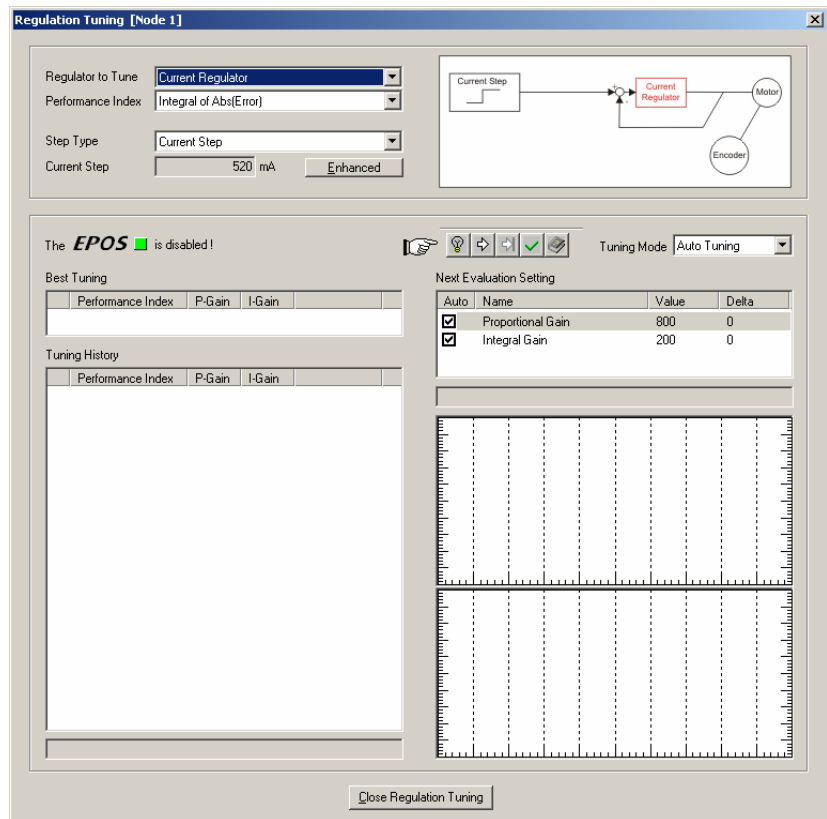 Regulation Tuning [Node 1]
Regulator to Tune Current Regulator
Performance Index Integral of Abs(Error)
Step Type Current Step
Current Step 520 mA Enhanced
Current Step
+
-
Current
Regulator
Motor
Encoder
The EPOS is disabled !
Tuning Mode Auto Tuning
Best Tuning
Performance Index P-Gain I-Gain
Tuning History
Performance Index P-Gain I-Gain
Next Evaluation Setting
Auto Name Value Delta
Proportional Gain 800 0
Integral Gain 200 0
Close Regulation Tuning